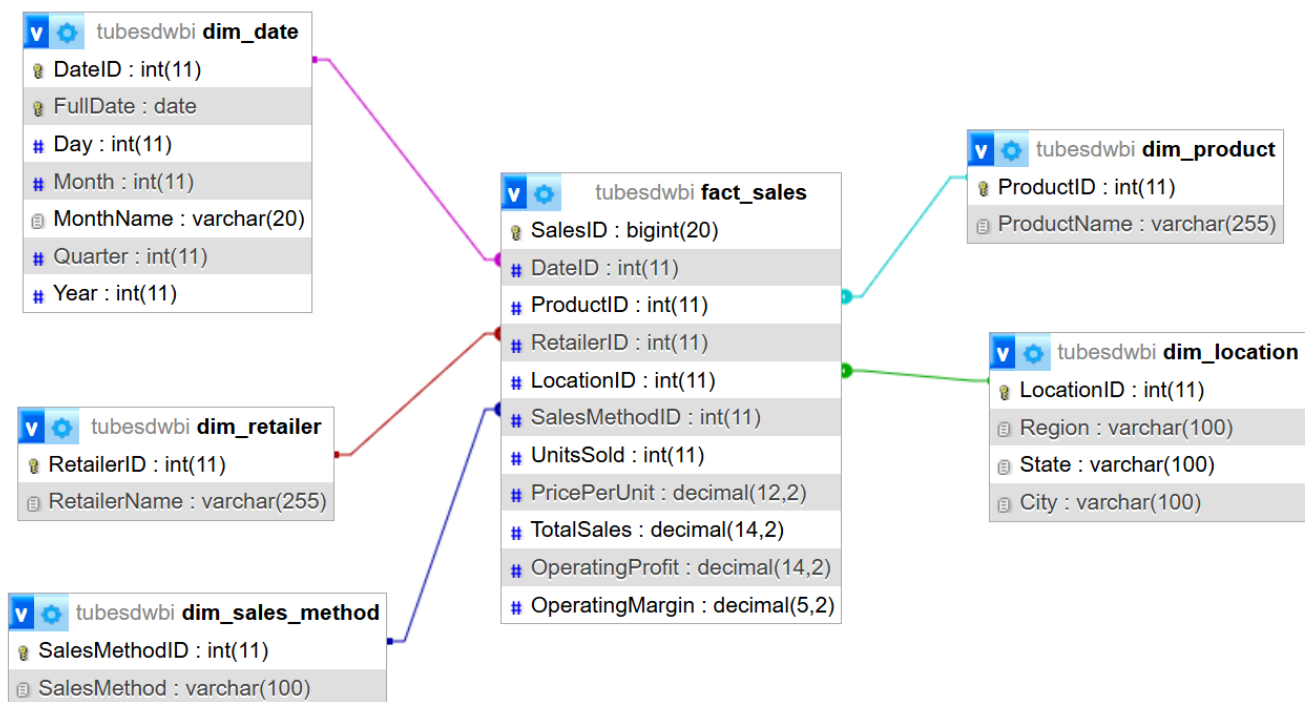 v tubesdwbi dim_date
DateID : int(11)
FullDate : date
# Day : int(11)
# Month : int(11)
MonthName : varchar(20)
# Quarter : int(11)
# Year : int(11)
v tubesdwbi dim_retailer
RetailerID : int(11)
RetailerName : varchar(255)
v tubesdwbi dim_sales_method
SalesMethodID : int(11)
SalesMethod : varchar(100)
v tubesdwbi fact_sales
SalesID : bigint(20)
# DateID : int(11)
# ProductID : int(11)
# RetailerID : int(11)
# LocationID : int(11)
# SalesMethodID : int(11)
# UnitsSold : int(11)
# PricePerUnit : decimal(12,2)
# TotalSales : decimal(14,2)
# OperatingProfit : decimal(14,2)
# OperatingMargin : decimal(5,2)
v tubesdwbi dim_product
ProductID : int(11)
ProductName : varchar(255)
v tubesdwbi dim_location
LocationID : int(11)
Region : varchar(100)
State : varchar(100)
City : varchar(100)